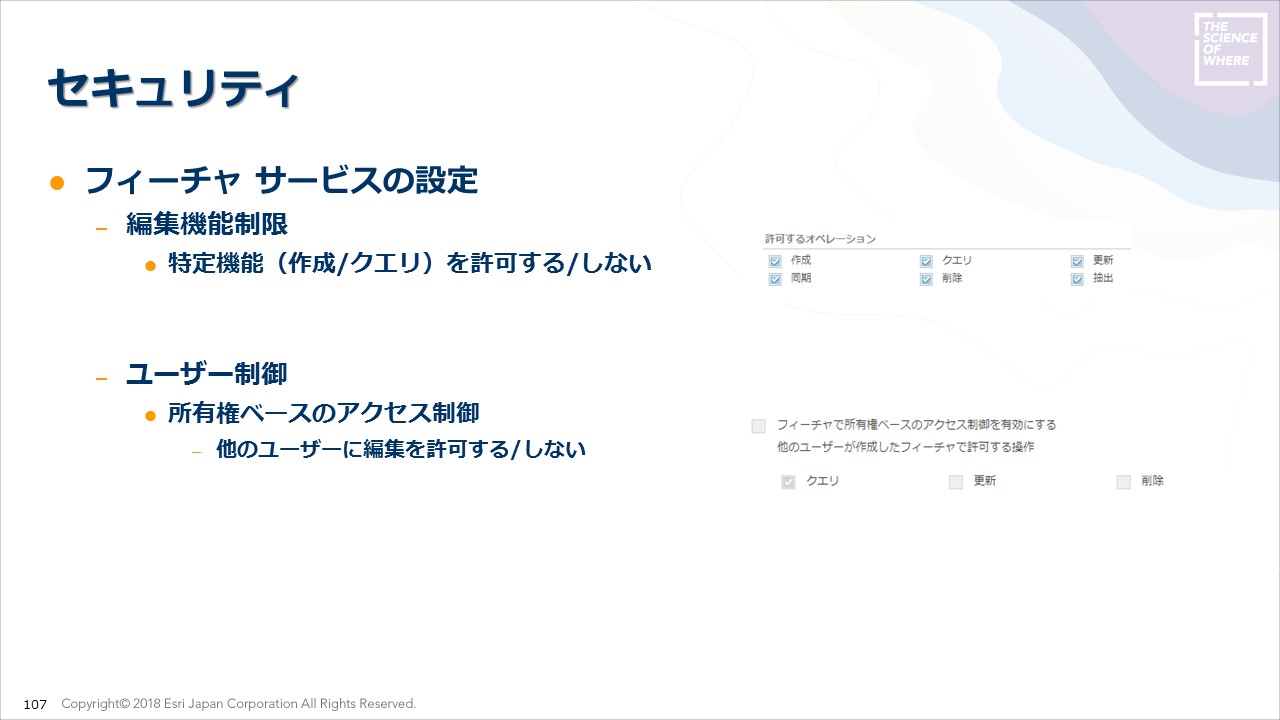 THE
SCIENCE
OF
WHERE
セキュリティ
● フィーチャ サービスの設定
– 編集機能制限
● 特定機能（作成/クエリ）を許可する/しない
許可するオペレーション
作成 クエリ 更新
同期 削除 抽出
– ユーザー制御
● 所有権ベースのアクセス制御
– 他のユーザーに編集を許可する/しない
フィーチャで所有権ベースのアクセス制御を有効にする
他のユーザーが作成したフィーチャで許可する操作
クエリ 更新 削除
107 Copyright© 2018 Esri Japan Corporation All Rights Reserved.